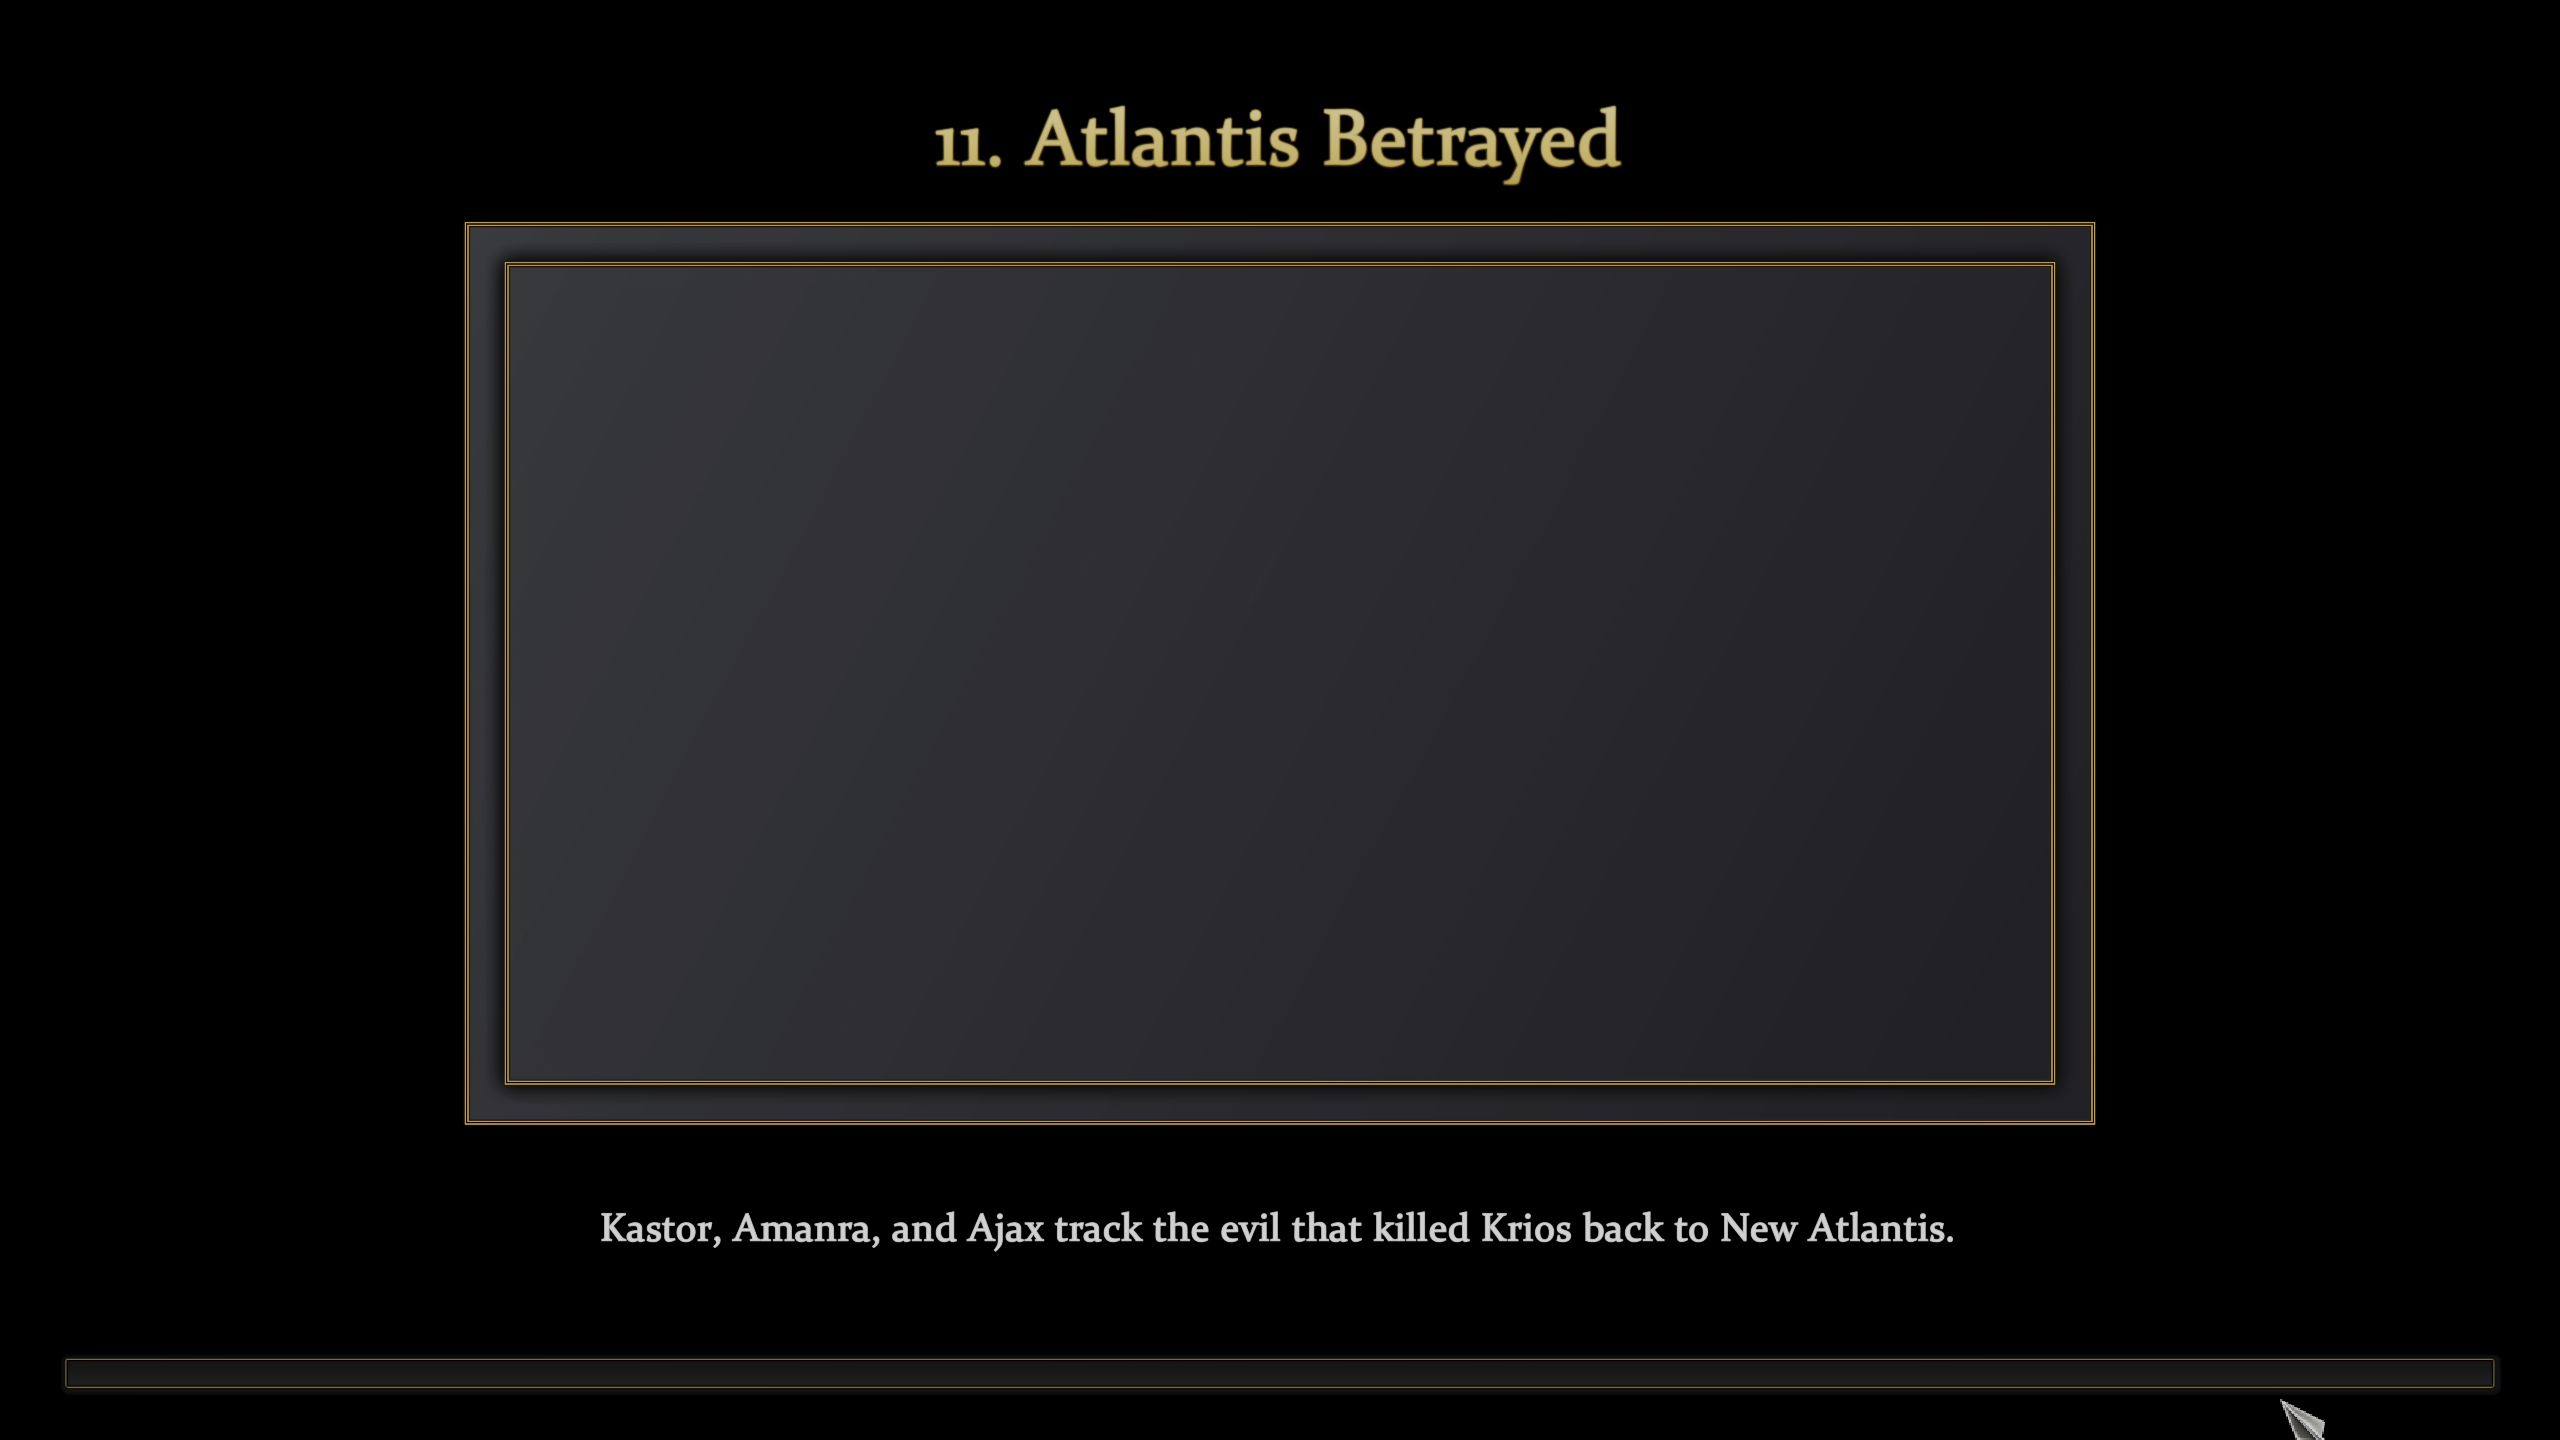 11. Atlantis Betrayed
Kastor, Amanra, and Ajax track the evil that killed Krios back to New Atlantis.